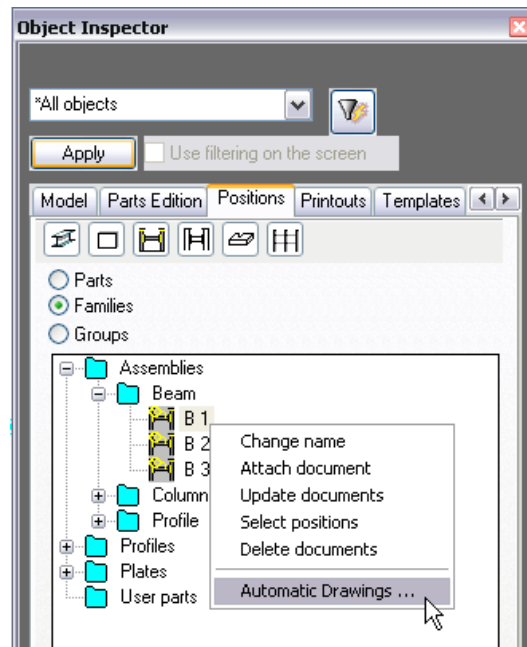 Object Inspector
*All objects
Apply Use filtering on the screen
Model Parts Edition Positions Printouts Templates
Parts
Families
Groups
Assemblies
Beam
B 1
B 2
B 3
Column
Profile
Profiles
Plates
User parts
Change name
Attach document
Update documents
Select positions
Delete documents
Automatic Drawings ...